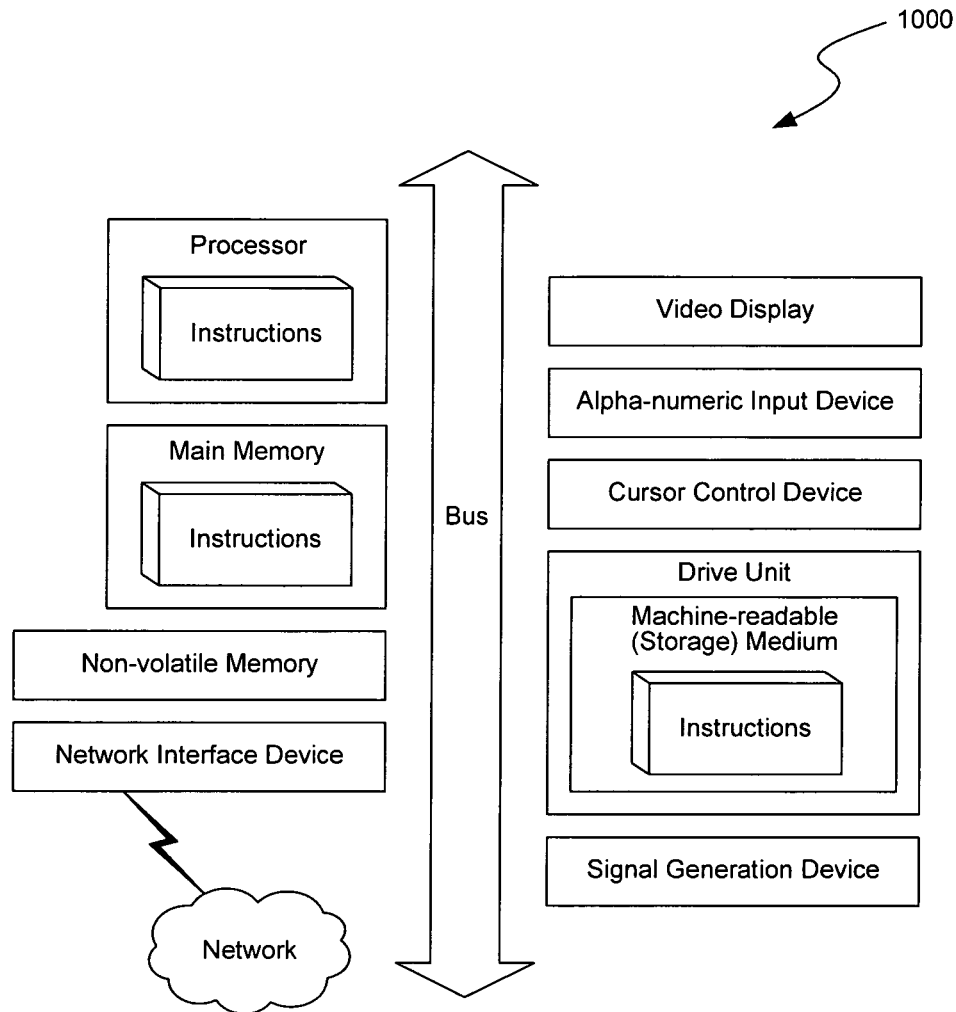 1000
Processor
Instructions
Main Memory
Instructions
Non-volatile Memory
Network Interface Device
Network
Bus
Video Display
Alpha-numeric Input Device
Cursor Control Device
Drive Unit
Machine-readable
(Storage) Medium
Instructions
Signal Generation Device